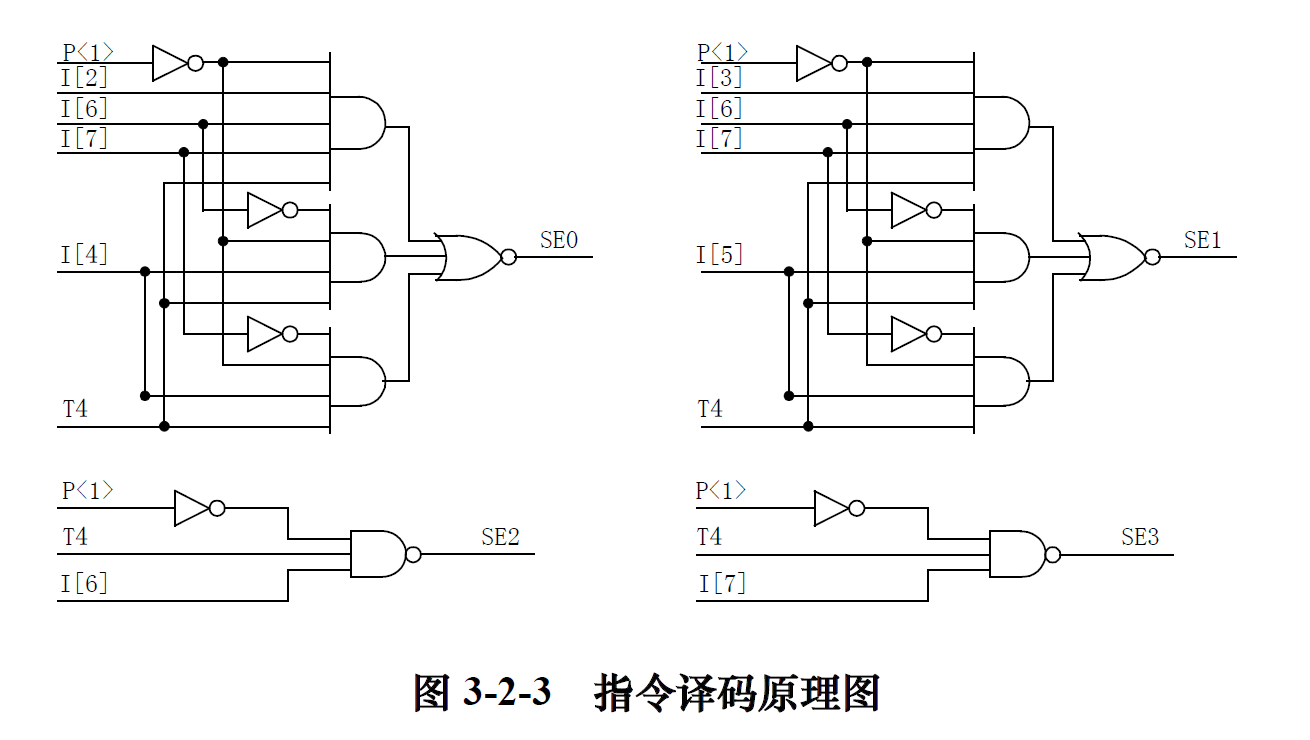 P<1>
I[2]
I[6]
I[7]
I[4]
T4
SE0
P<1>
I[3]
I[6]
I[7]
I[5]
T4
SE1
P<1>
T4
I[6]
SE2
P<1>
T4
I[7]
SE3
图 3-2-3 指令译码原理图